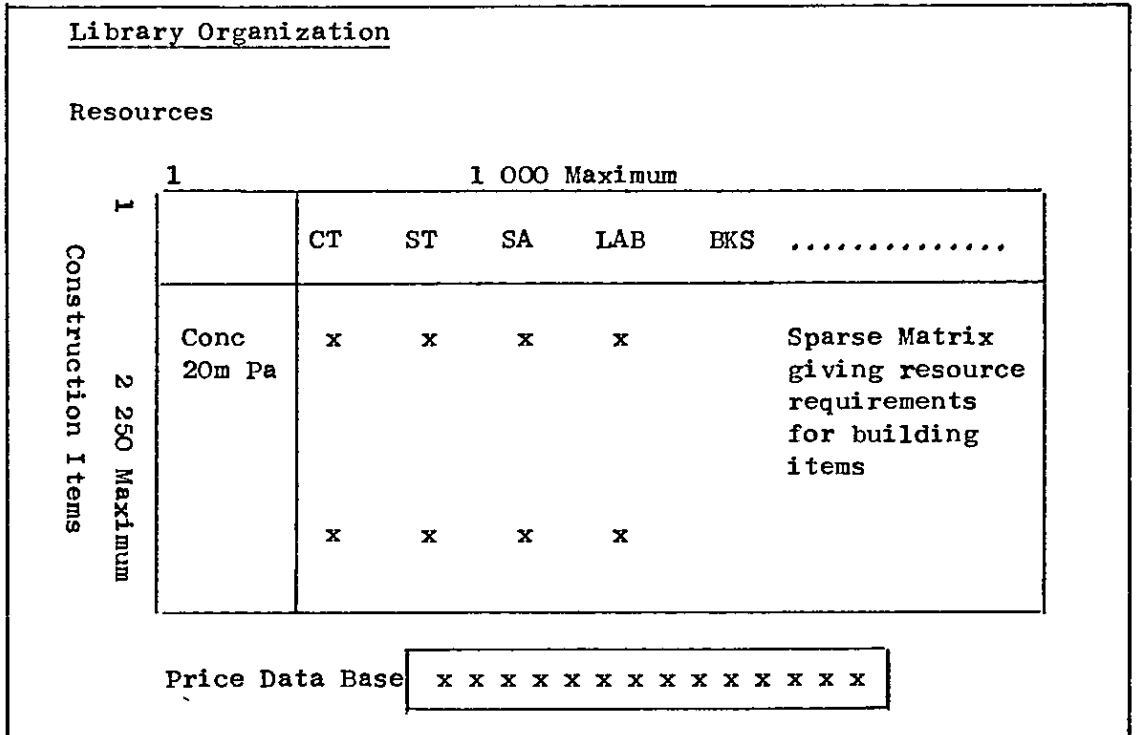 Library Organization
Resources
1 1 000 Maximum
1
Construction Items
2 250 Maximum
CT ST SA LAB BKS ..............
Conc x x x x Sparse Matrix
20m Pa giving resource
requirements
for building
items
x x x x
Price Data Base x x x x x x x x x x x x x x